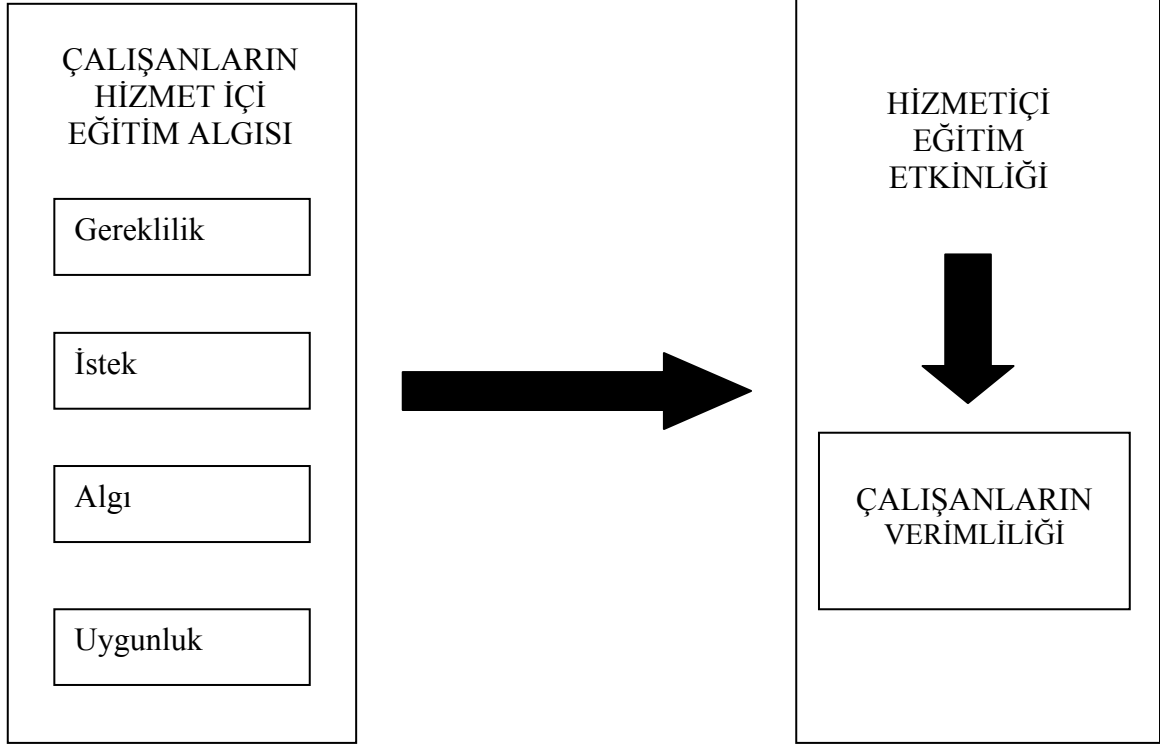 ÇALIŞANLARIN
HİZMET İÇİ
EĞİTİM ALGISI
Gereklilik
İstek
Algı
Uygunluk
HİZMETİÇİ
EĞİTİM
ETKİNLİĞİ
ÇALIŞANLARIN
VERİMLİLİĞİ